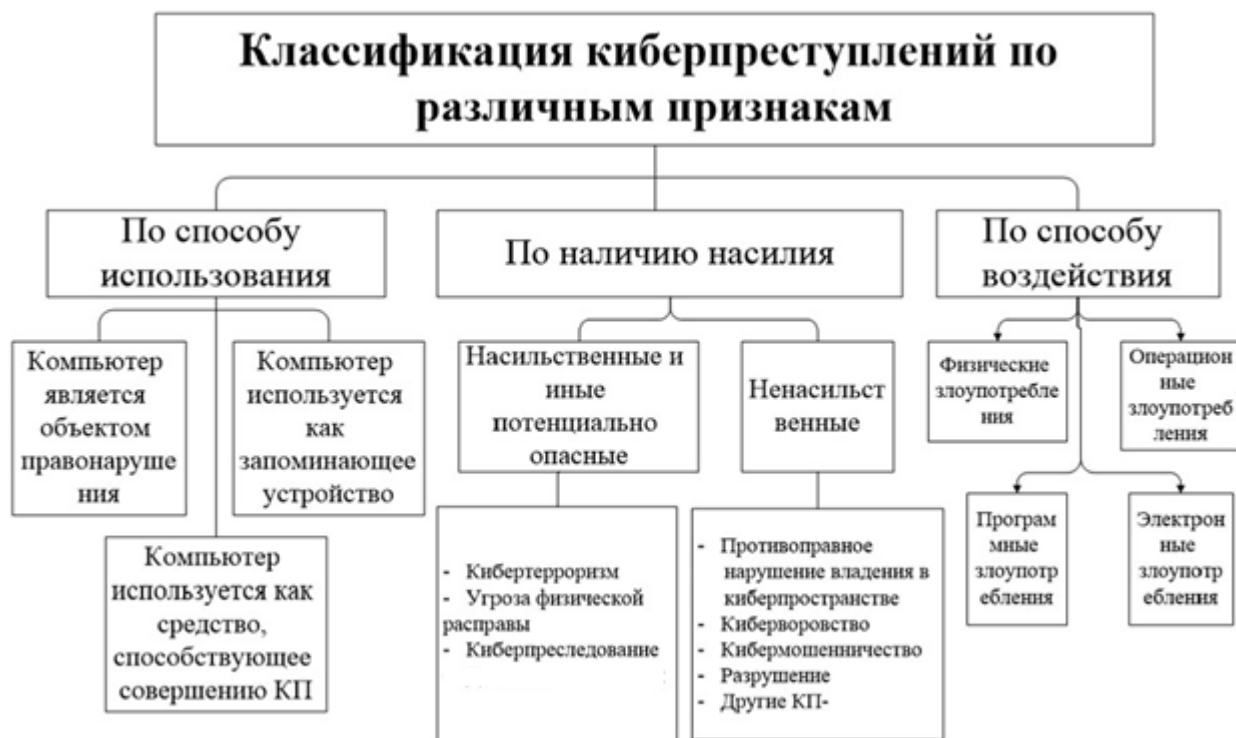 Классификация киберпреступлений по
различным признакам
По способу
использования
По наличию насилия
По способу
воздействия
Компьютер
является
объектом
правонаруше
ния
Компьютер
используется
как
запоминающее
устройство
Компьютер
используется как
средство,
способствующее
совершению КП
Насильственные и
иные
потенциально
опасные
Ненасильст
венные
- Кибертерроризм
- Угроза физической
расправы
- Киберпреследование
- Противоправное
нарушение владения в
киберпространстве
- Киберворовство
- Кибермошенничество
- Разрушение
- Другие КП-
Физические
злоупотребле
ния
Операцион
ные
злоупотреб
ления
Програм
мные
злоупотр
ебления
Электрон
ные
злоупотр
ебления